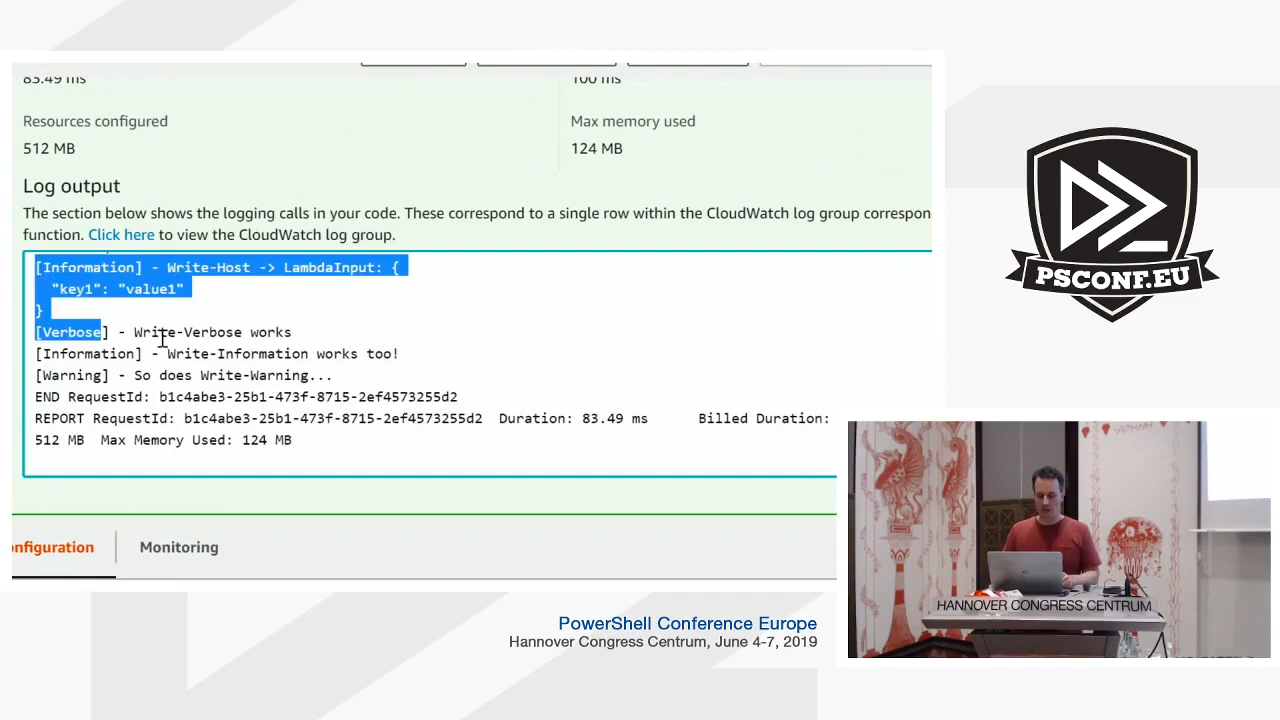 83.49 ms
100 ms
Resources configured
Max memory used
512 MB
124 MB
Log output
The section below shows the logging calls in your code. These correspond to a single row within the CloudWatch log group correspon
function. Click here to view the CloudWatch log group.
[Information] - Write-Host -> LambdaInput: {
"key1": "value1"
}
[Verbose] - Write-Verbose works
[Information] - Write-Information works too!
[Warning] - So does Write-Warning...
END RequestId: b1c4abe3-25b1-473f-8715-2ef4573255d2
REPORT RequestId: b1c4abe3-25b1-473f-8715-2ef4573255d2 Duration: 83.49 ms Billed Duration:
512 MB Max Memory Used: 124 MB
nfiguration
Monitoring
PSCONF.EU
HANNOVER CONGRESS CENTRUM
PowerShell Conference Europe
Hannover Congress Centrum, June 4-7, 2019